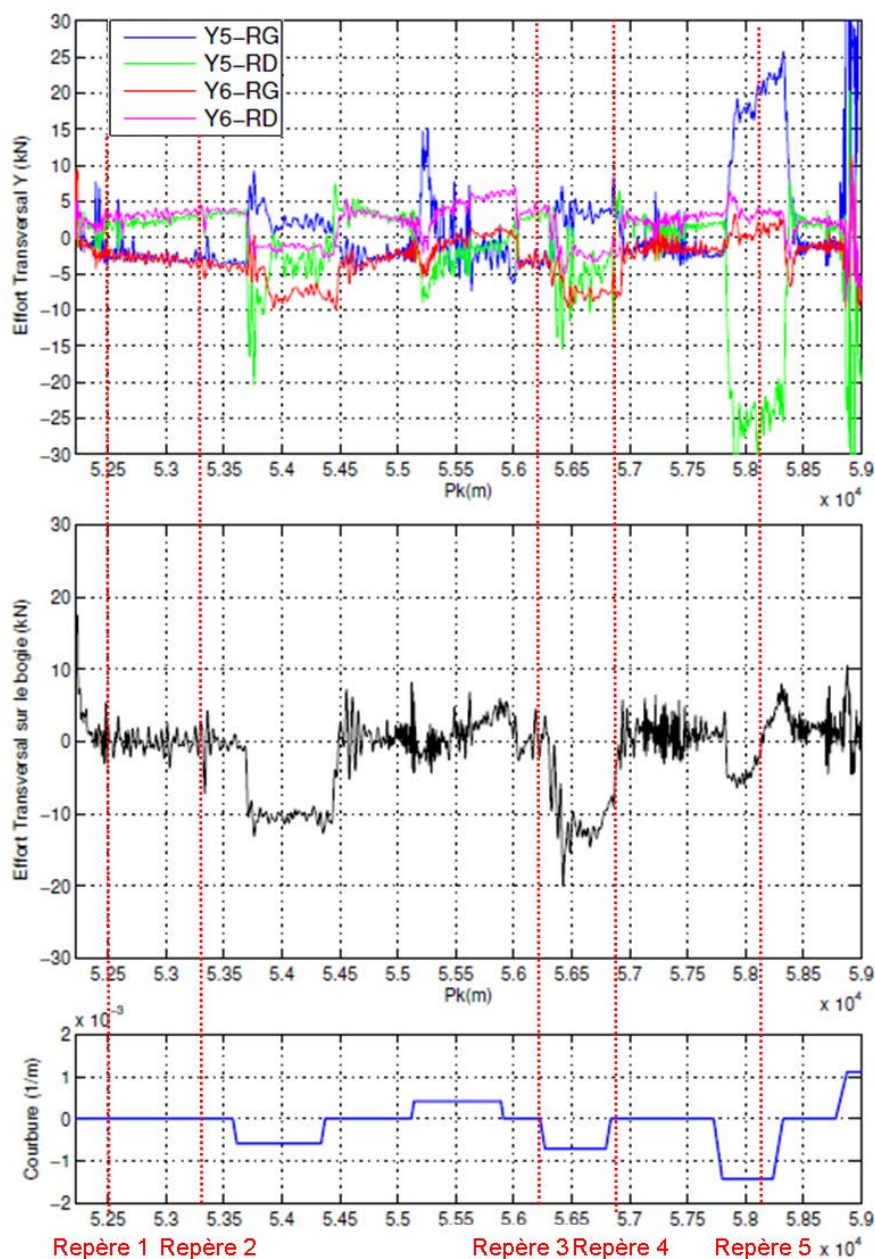 30
25
20
15
10
5
0
−5
−10
−15
−20
−25
−30
Effort Transversal Y (kN)
Y5−RG
Y5−RD
Y6−RG
Y6−RD
5.25 5.3 5.35 5.4 5.45 5.5 5.55 5.6 5.65 5.7 5.75 5.8 5.85 5.9
Pk(m)
x 10⁴
30
20
10
0
−10
−20
−30
Effort Transversal sur le bogie (kN)
5.25 5.3 5.35 5.4 5.45 5.5 5.55 5.6 5.65 5.7 5.75 5.8 5.85 5.9
Pk(m)
x 10⁴
x 10⁻³
2
1
0
−1
−2
Courbure (1/m)
5.25 5.3 5.35 5.4 5.45 5.5 5.55 5.6 5.65 5.7 5.75 5.8 5.85 5.9
Repère 1 Repère 2 Repère 3 Repère 4 Repère 5 x 10⁴